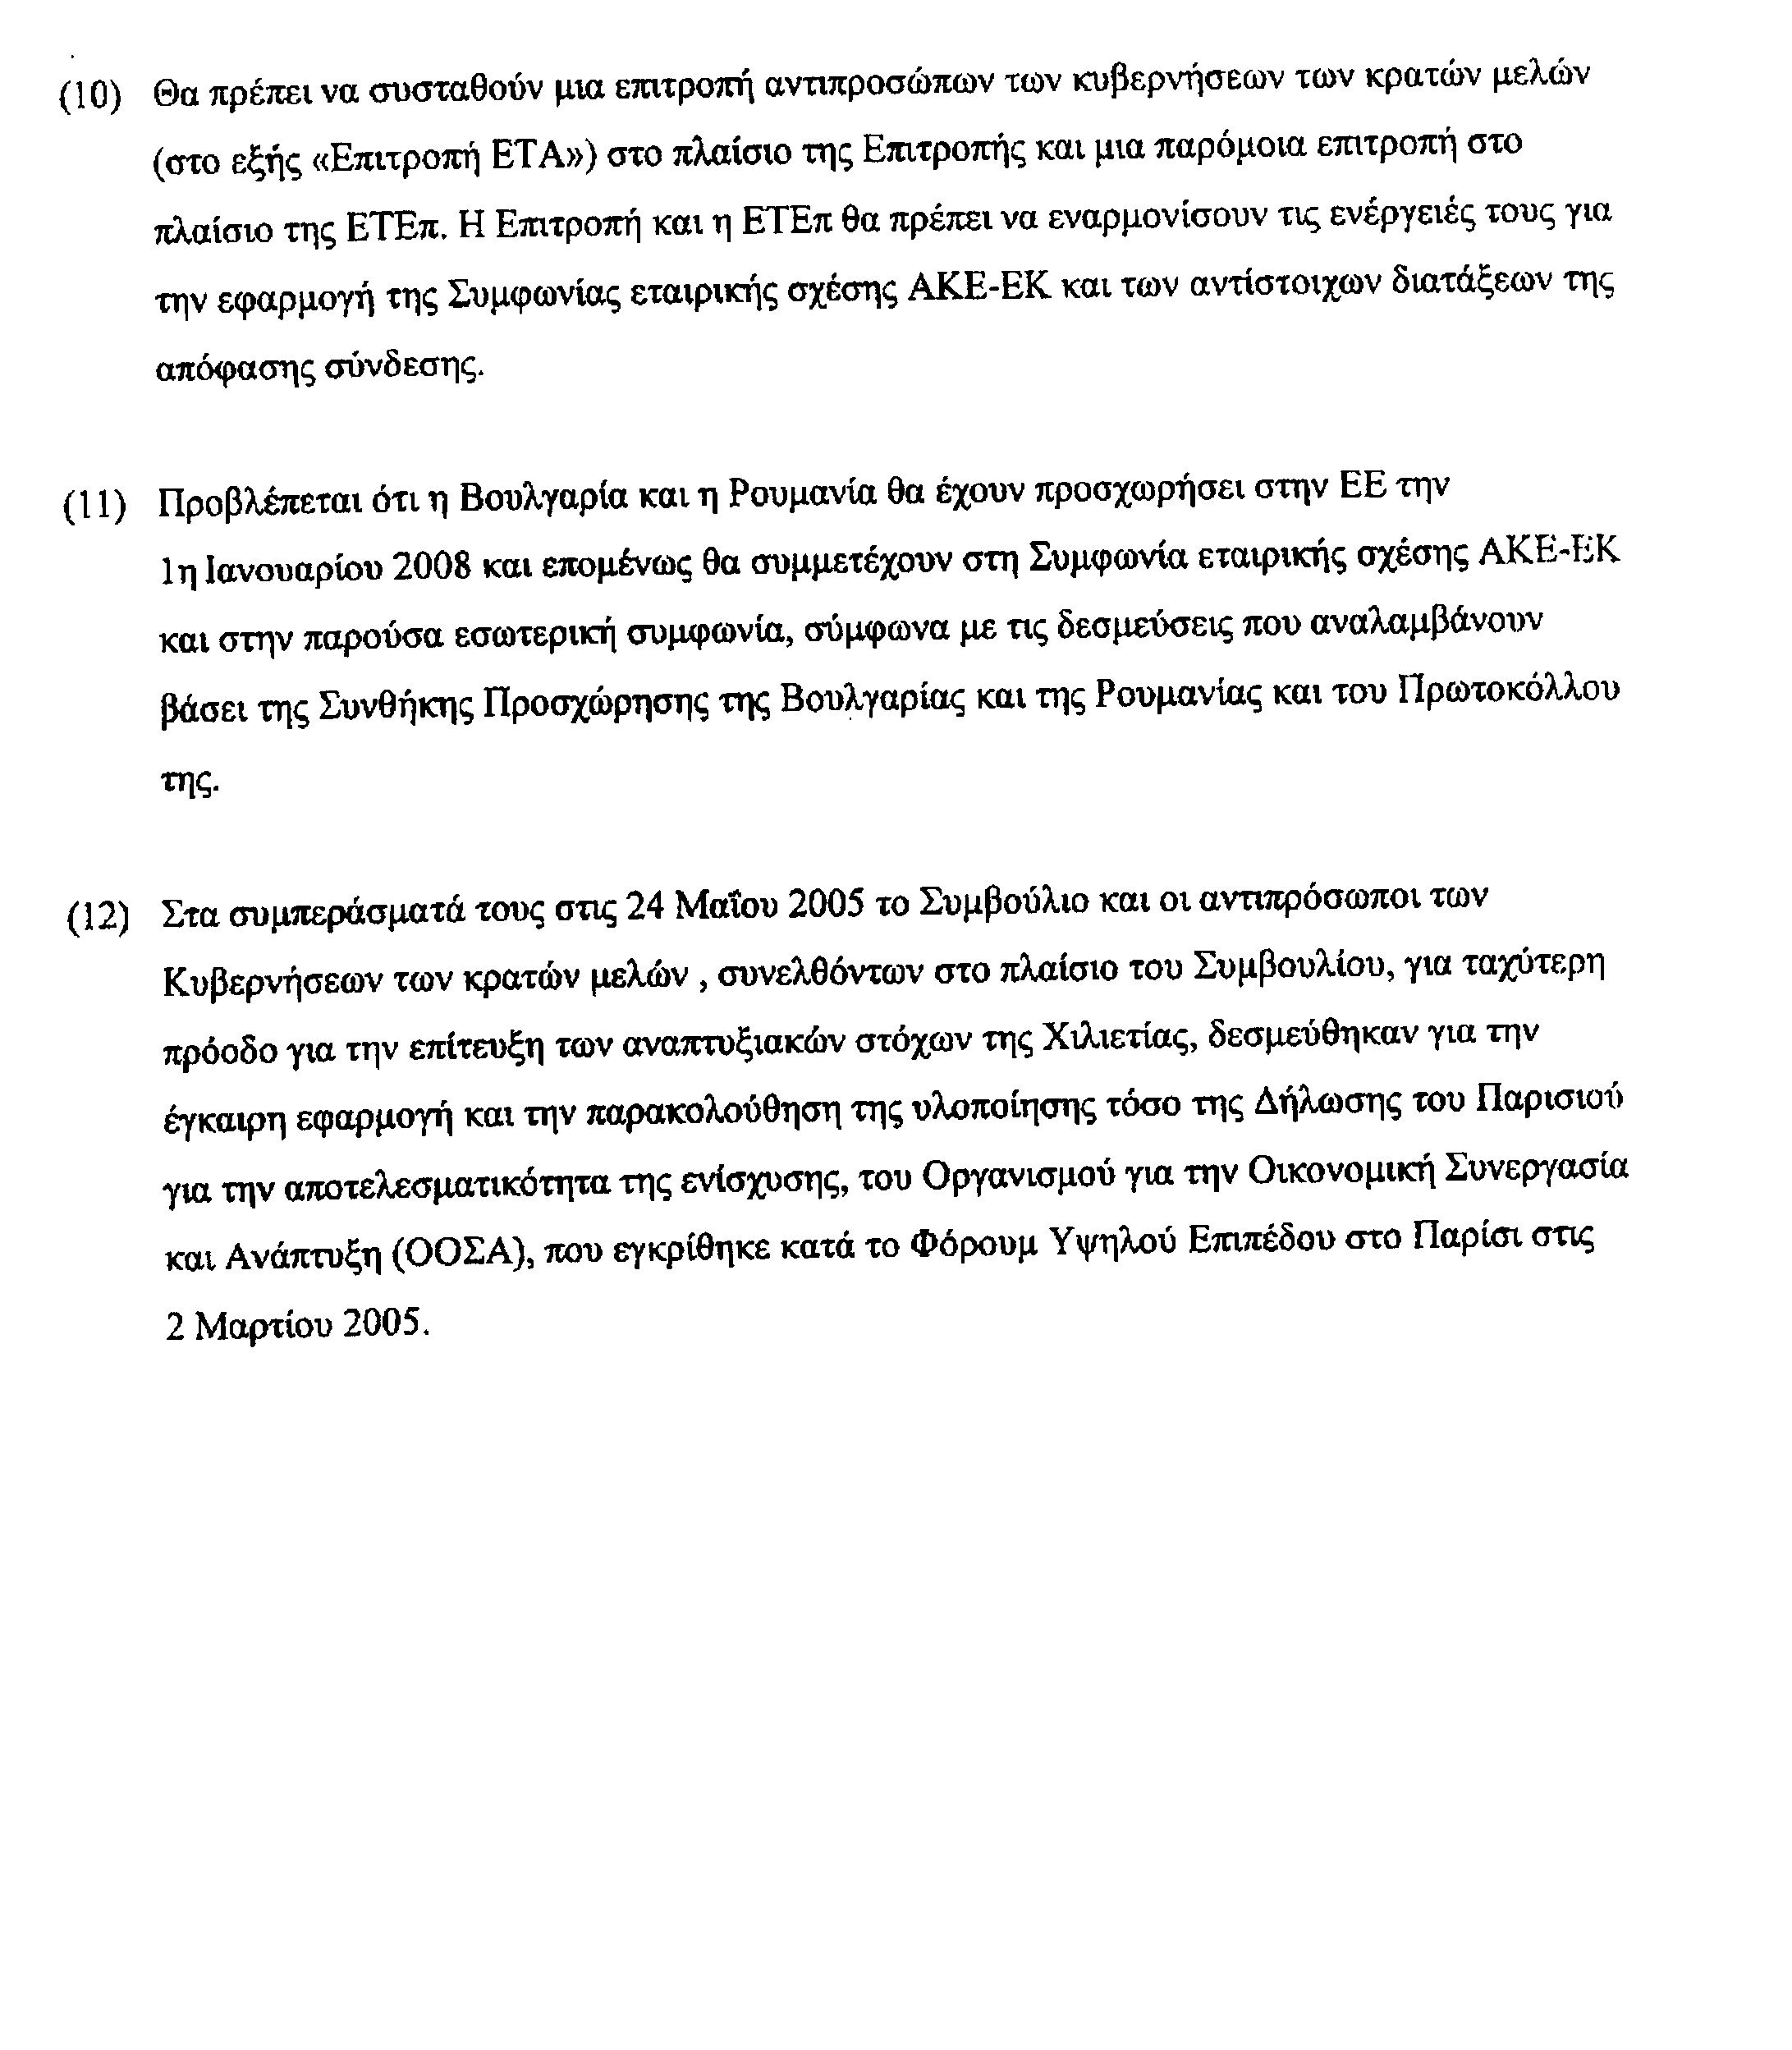 (10) Θα πρέπει να συσταθούν μια επιτροπή αντιπροσώπων των κυβερνήσεων των κρατών μελών
(στο εξής «Επιτροπή ΕΤΑ») στο πλαίσιο της Επιτροπής και μια παρόμοια επιτροπή στο
πλαίσιο της ΕΤΕπ. Η Επιτροπή και η ΕΤΕπ θα πρέπει να εναρμονίσουν τις ενέργειές τους για
την εφαρμογή της Συμφωνίας εταιρικής σχέσης ΑΚΕ-ΕΚ και των αντίστοιχων διατάξεων της
απόφασης σύνδεσης.
(11) Προβλέπεται ότι η Βουλγαρία και η Ρουμανία θα έχουν προσχωρήσει στην ΕΕ την
1η Ιανουαρίου 2008 και επομένως θα συμμετέχουν στη Συμφωνία εταιρικής σχέσης ΑΚΕ-ΕΚ
και στην παρούσα εσωτερική συμφωνία, σύμφωνα με τις δεσμεύσεις που αναλαμβάνουν
βάσει της Συνθήκης Προσχώρησης της Βουλγαρίας και της Ρουμανίας και του Πρωτοκόλλου
της.
(12) Στα συμπεράσματά τους στις 24 Μαΐου 2005 το Συμβούλιο και οι αντιπρόσωποι των
Κυβερνήσεων των κρατών μελών , συνελθόντων στο πλαίσιο του Συμβουλίου, για ταχύτερη
πρόοδο για την επίτευξη των αναπτυξιακών στόχων της Χιλιετίας, δεσμεύθηκαν για την
έγκαιρη εφαρμογή και την παρακολούθηση της υλοποίησης τόσο της Δήλωσης του Παρισιού
για την αποτελεσματικότητα της ενίσχυσης, του Οργανισμού για την Οικονομική Συνεργασία
και Ανάπτυξη (ΟΟΣΑ), που εγκρίθηκε κατά το Φόρουμ Υψηλού Επιπέδου στο Παρίσι στις
2 Μαρτίου 2005.